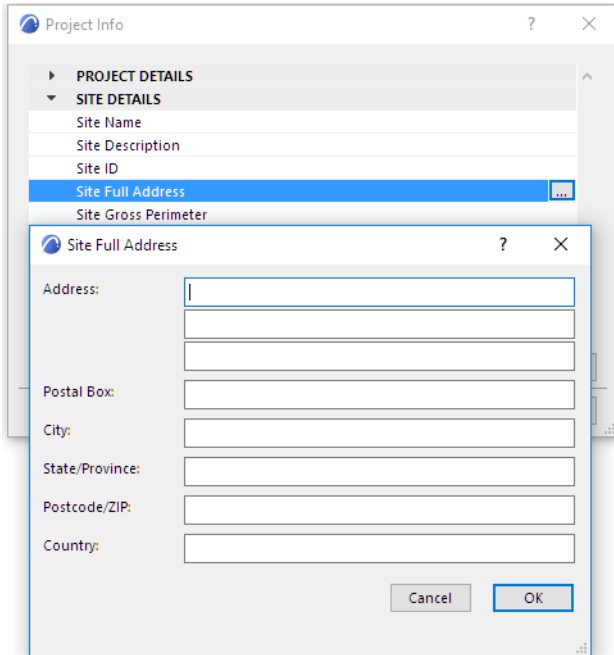 Project Info
PROJECT DETAILS
SITE DETAILS
Site Name
Site Description
Site ID
Site Full Address ...
Site Gross Perimeter
Site Full Address
Address:
Postal Box:
City:
State/Province:
Postcode/ZIP:
Country:
Cancel OK